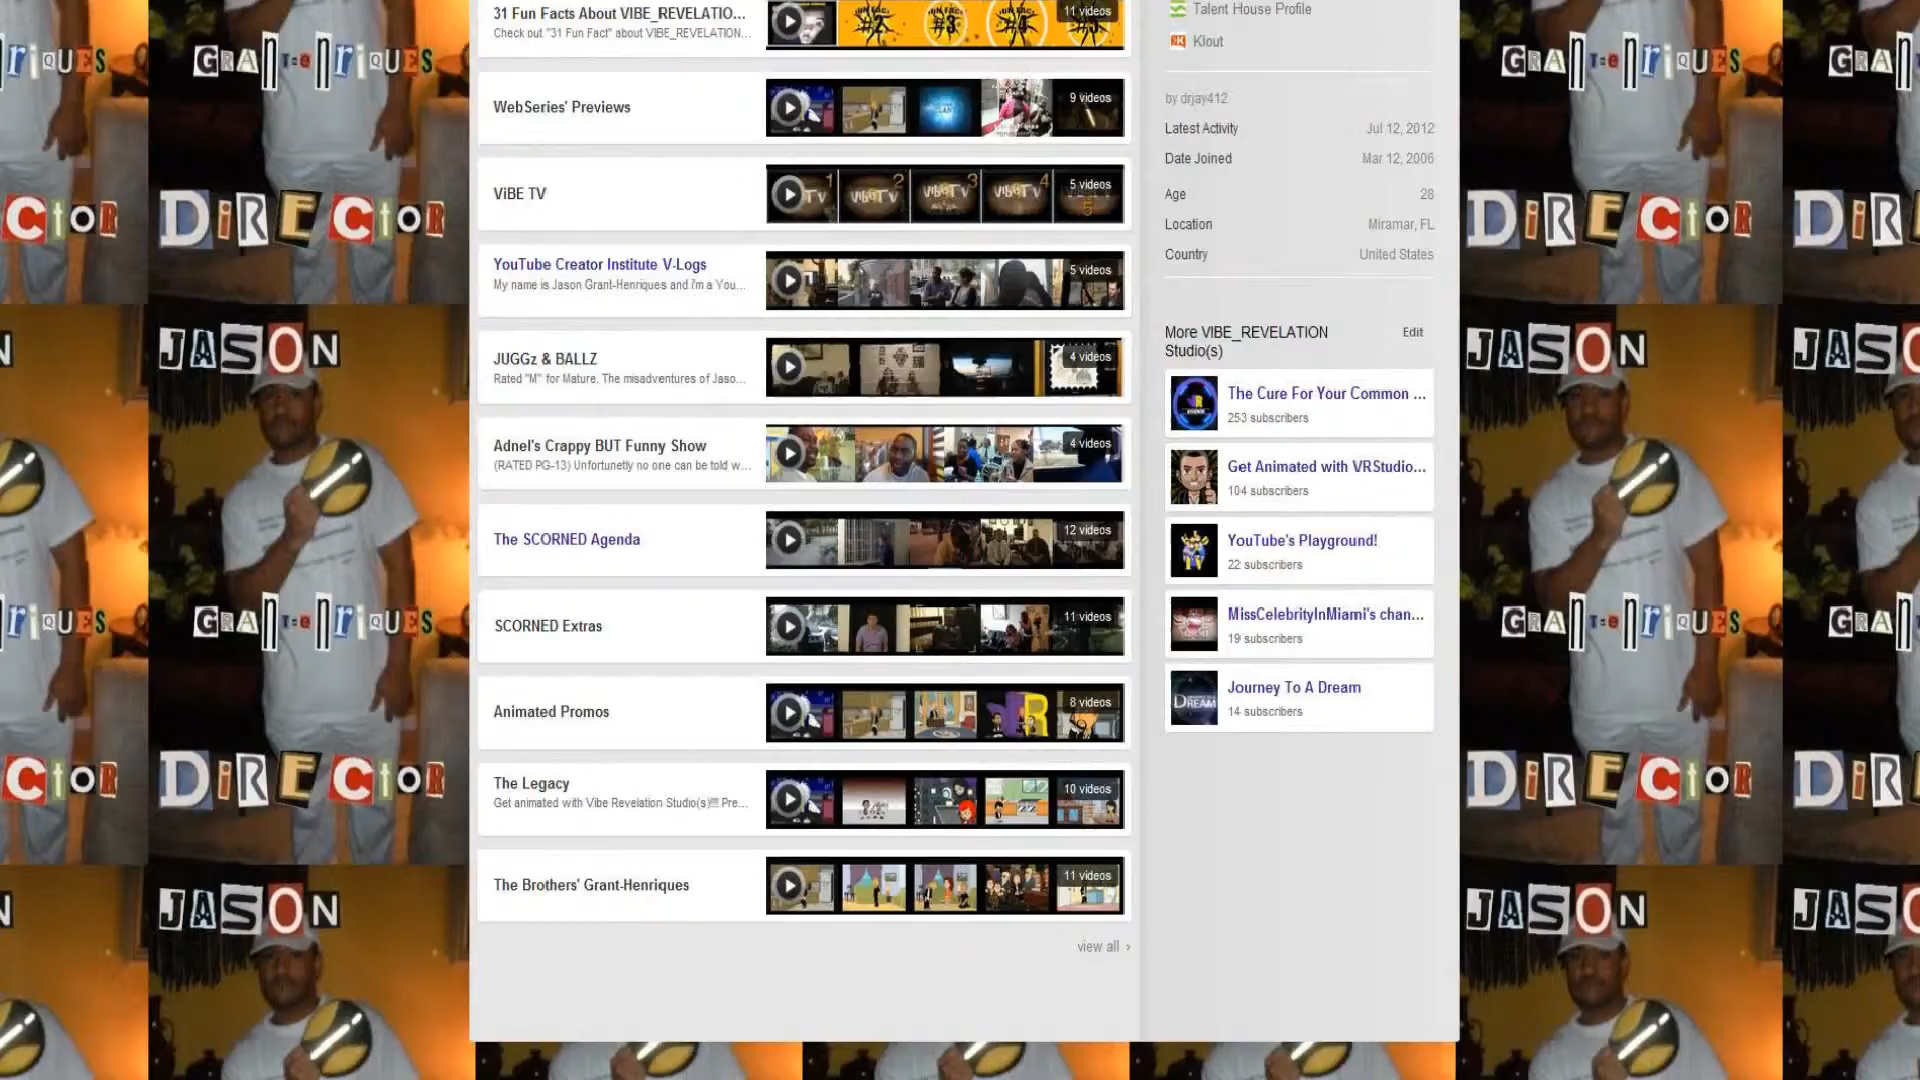 31 Fun Facts About VIBE_REVELATIO...
Check out "31 Fun Fact" about VIBE_REVELATION...
11 videos
WebSeries' Previews
9 videos
ViBE TV
5 videos
YouTube Creator Institute V-Logs
My name is Jason Grant-Henriques and i'm a You...
5 videos
JUGGz & BALLZ
Rated "M" for Mature. The misadventures of Jaso...
4 videos
Adnel's Crappy BUT Funny Show
(RATED PG-13) Unfortunetly no one can be told w...
4 videos
The SCORNED Agenda
12 videos
SCORNED Extras
11 videos
Animated Promos
8 videos
The Legacy
Get animated with Vibe Revelation Studio(s)!!! Pre...
10 videos
The Brothers' Grant-Henriques
11 videos
view all ›
Talent House Profile
Klout
by drjay412
Latest Activity Jul 12, 2012
Date Joined Mar 12, 2006
Age 28
Location Miramar, FL
Country United States
More VIBE_REVELATION Edit
Studio(s)
The Cure For Your Common ...
253 subscribers
Get Animated with VRStudio...
104 subscribers
YouTube's Playground!
22 subscribers
MissCelebrityInMiami's chan...
19 subscribers
Journey To A Dream
14 subscribers
JASON
GRANT-HENRIQUES
DiRECtOR